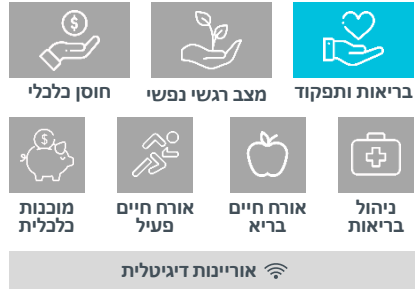 בריאות ותפקוד
מצב רגשי נפשי
חוסן כלכלי
ניהול
בריאות
אורח חיים
בריא
אורח חיים
פעיל
מוכנות
כלכלית
אוריינות דיגיטלית